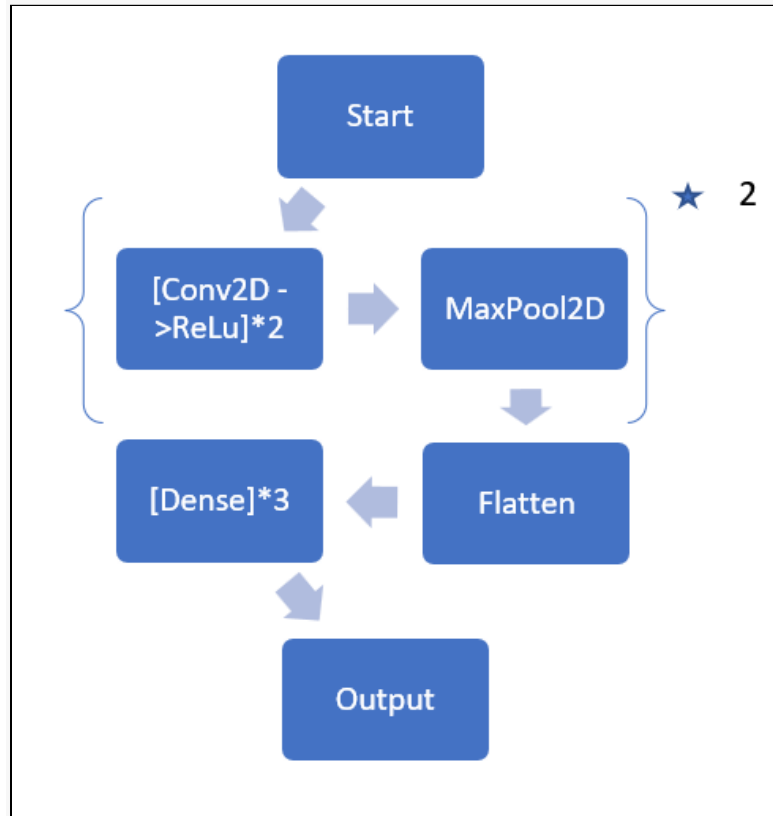 Start
2
[Conv2D -
>ReLu]*2
MaxPool2D
[Dense]*3
Flatten
Output